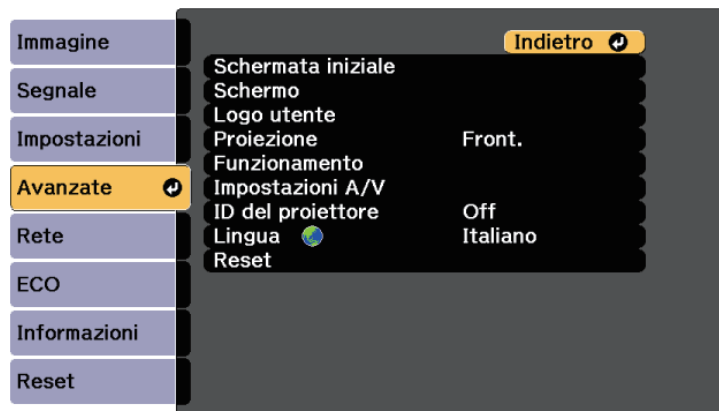 Immagine
Segnale
Impostazioni
Avanzate
Rete
ECO
Informazioni
Reset
Indietro
Schermata iniziale
Schermo
Logo utente
Proiezione Front.
Funzionamento
Impostazioni A/V
ID del proiettore Off
Lingua Italiano
Reset